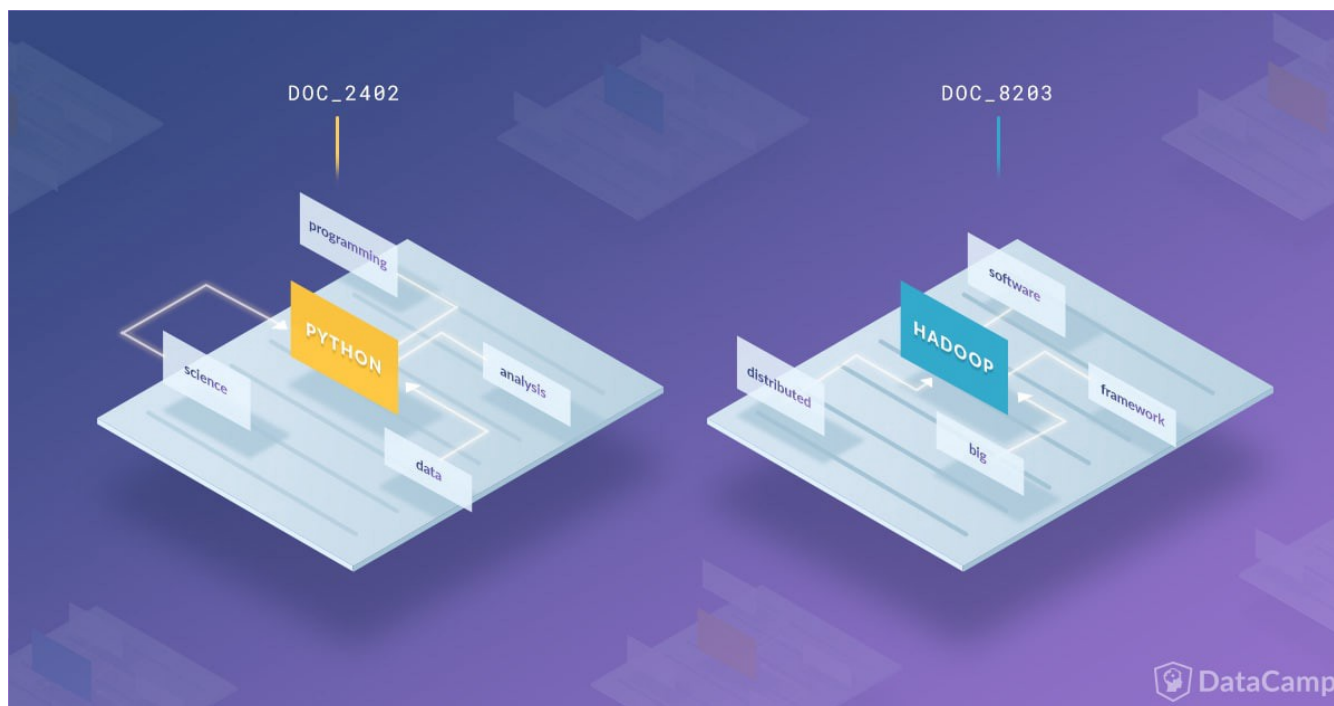 DOC_2402
DOC_8203
programming
PYTHON
science
analysis
data
software
HADOOP
distributed
framework
big
DataCamp